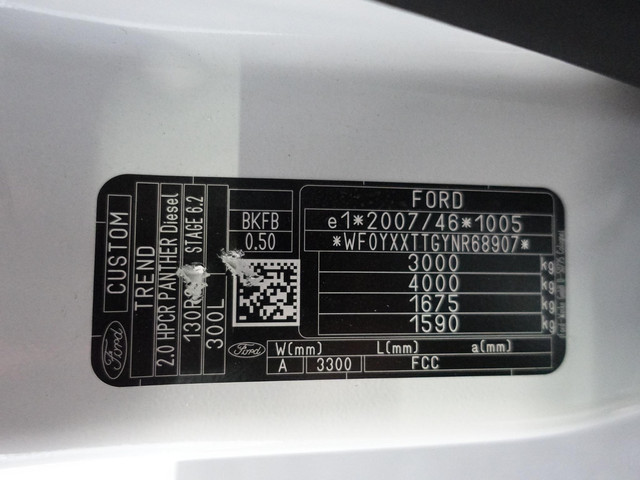 FORD
e1*2007/46*1005
*WF0YXXTTGYNR68907*
3000 kg
4000 kg
1675 kg
1590 kg
BKFB
0.50
W(mm) L(mm) a(mm)
A 3300 FCC
Ford
Ford
CUSTOM
TREND
2.0 HPCR PANTHER Diesel
STAGE 6.2
300L